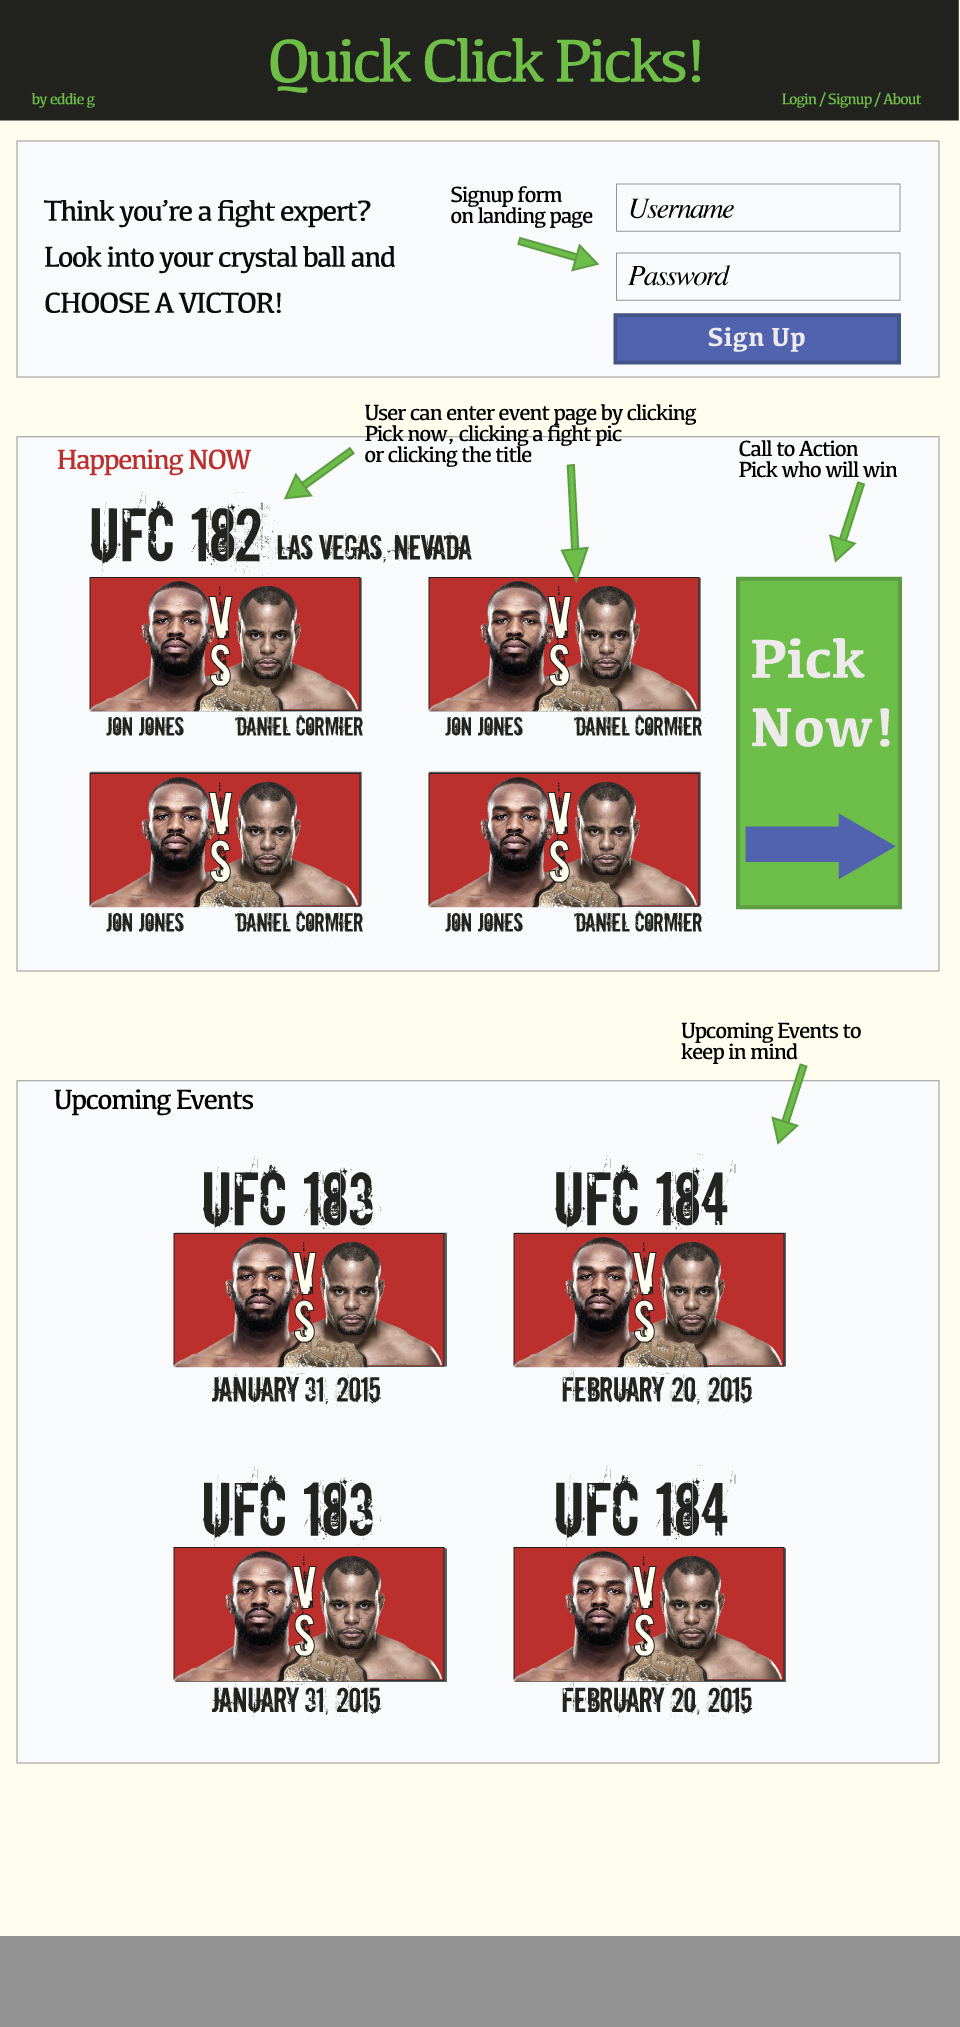 Quick Click Picks!
by eddie g
Login / Signup / About
Think you're a fight expert?
Look into your crystal ball and
CHOOSE A VICTOR!
Signup form
on landing page
Username
Password
Sign Up
User can enter event page by clicking
Pick now, clicking a fight pic
or clicking the title
Call to Action
Pick who will win
Happening NOW
UFC 182 LAS VEGAS, NEVADA
VS
VS
JON JONES DANIEL CORMIER
JON JONES DANIEL CORMIER
Pick
Now!
VS
VS
JON JONES DANIEL CORMIER
JON JONES DANIEL CORMIER
Upcoming Events to
keep in mind
Upcoming Events
UFC 183
UFC 184
VS
VS
JANUARY 31, 2015
FEBRUARY 20, 2015
UFC 183
UFC 184
VS
VS
JANUARY 31, 2015
FEBRUARY 20, 2015